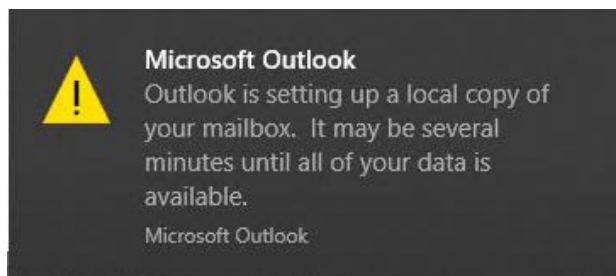 Microsoft Outlook
Outlook is setting up a local copy of
your mailbox.  It may be several
minutes until all of your data is
available.
Microsoft Outlook